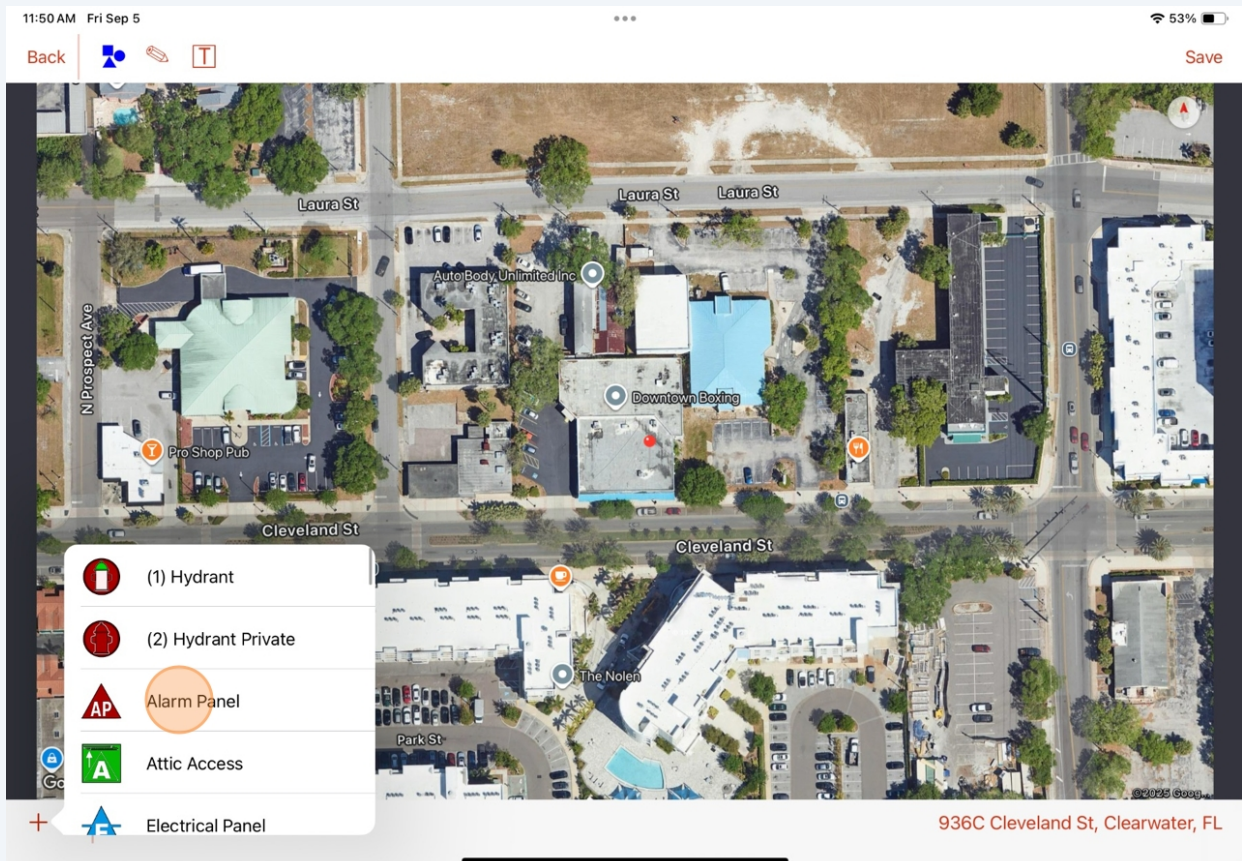 11:50 AM Fri Sep 5
53%
Back
T
Save
Laura St
Laura St
Laura St
Auto Body Unlimited Inc
N Prospect Ave
Downtown Boxing
Pro Shop Pub
Cleveland St
Cleveland St
(1) Hydrant
(2) Hydrant Private
The Nolen
AP
Alarm Panel
Park St
A
Attic Access
Go
©2025 Goog...
E
Electrical Panel
+
936C Cleveland St, Clearwater, FL